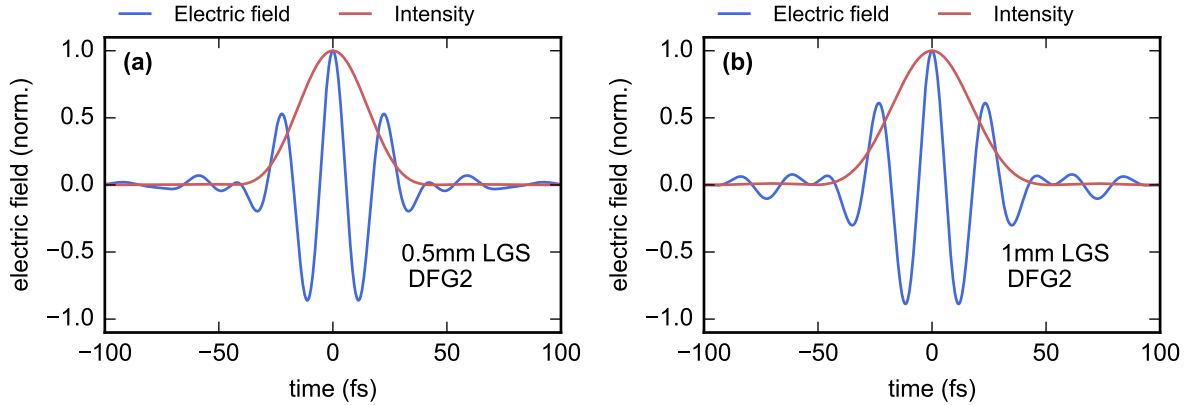 Electric field Intensity
(a)
1.0
0.5
0.0
−0.5
−1.0
electric field (norm.)
0.5mm LGS
DFG2
−100 −50 0 50 100
time (fs)
Electric field Intensity
(b)
1.0
0.5
0.0
−0.5
−1.0
electric field (norm.)
1mm LGS
DFG2
−100 −50 0 50 100
time (fs)